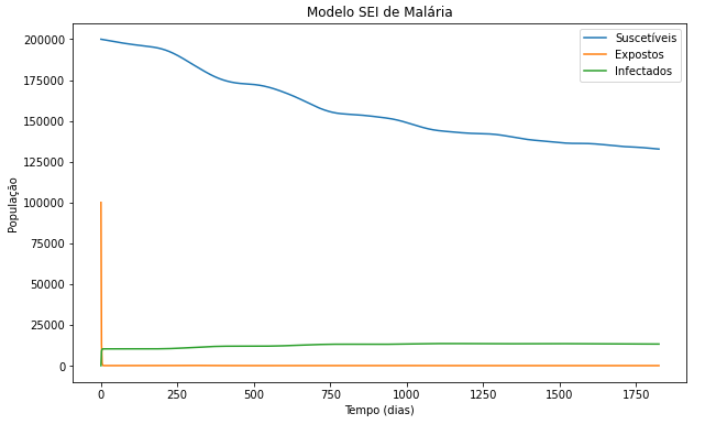 Modelo SEI de Malária
Suscetíveis
Expostos
Infectados
População
200000
175000
150000
125000
100000
75000
50000
25000
0
0 250 500 750 1000 1250 1500 1750
Tempo (dias)